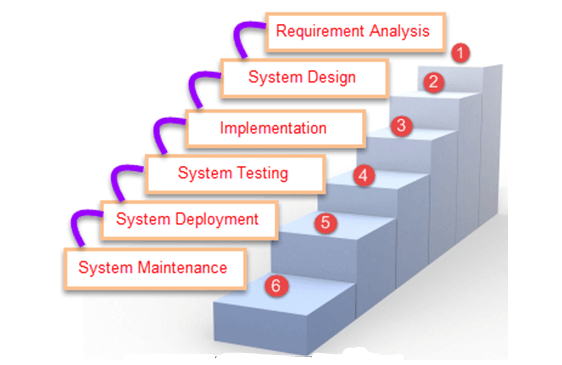 Requirement Analysis
1
System Design
2
Implementation
3
System Testing
4
System Deployment
5
System Maintenance
6